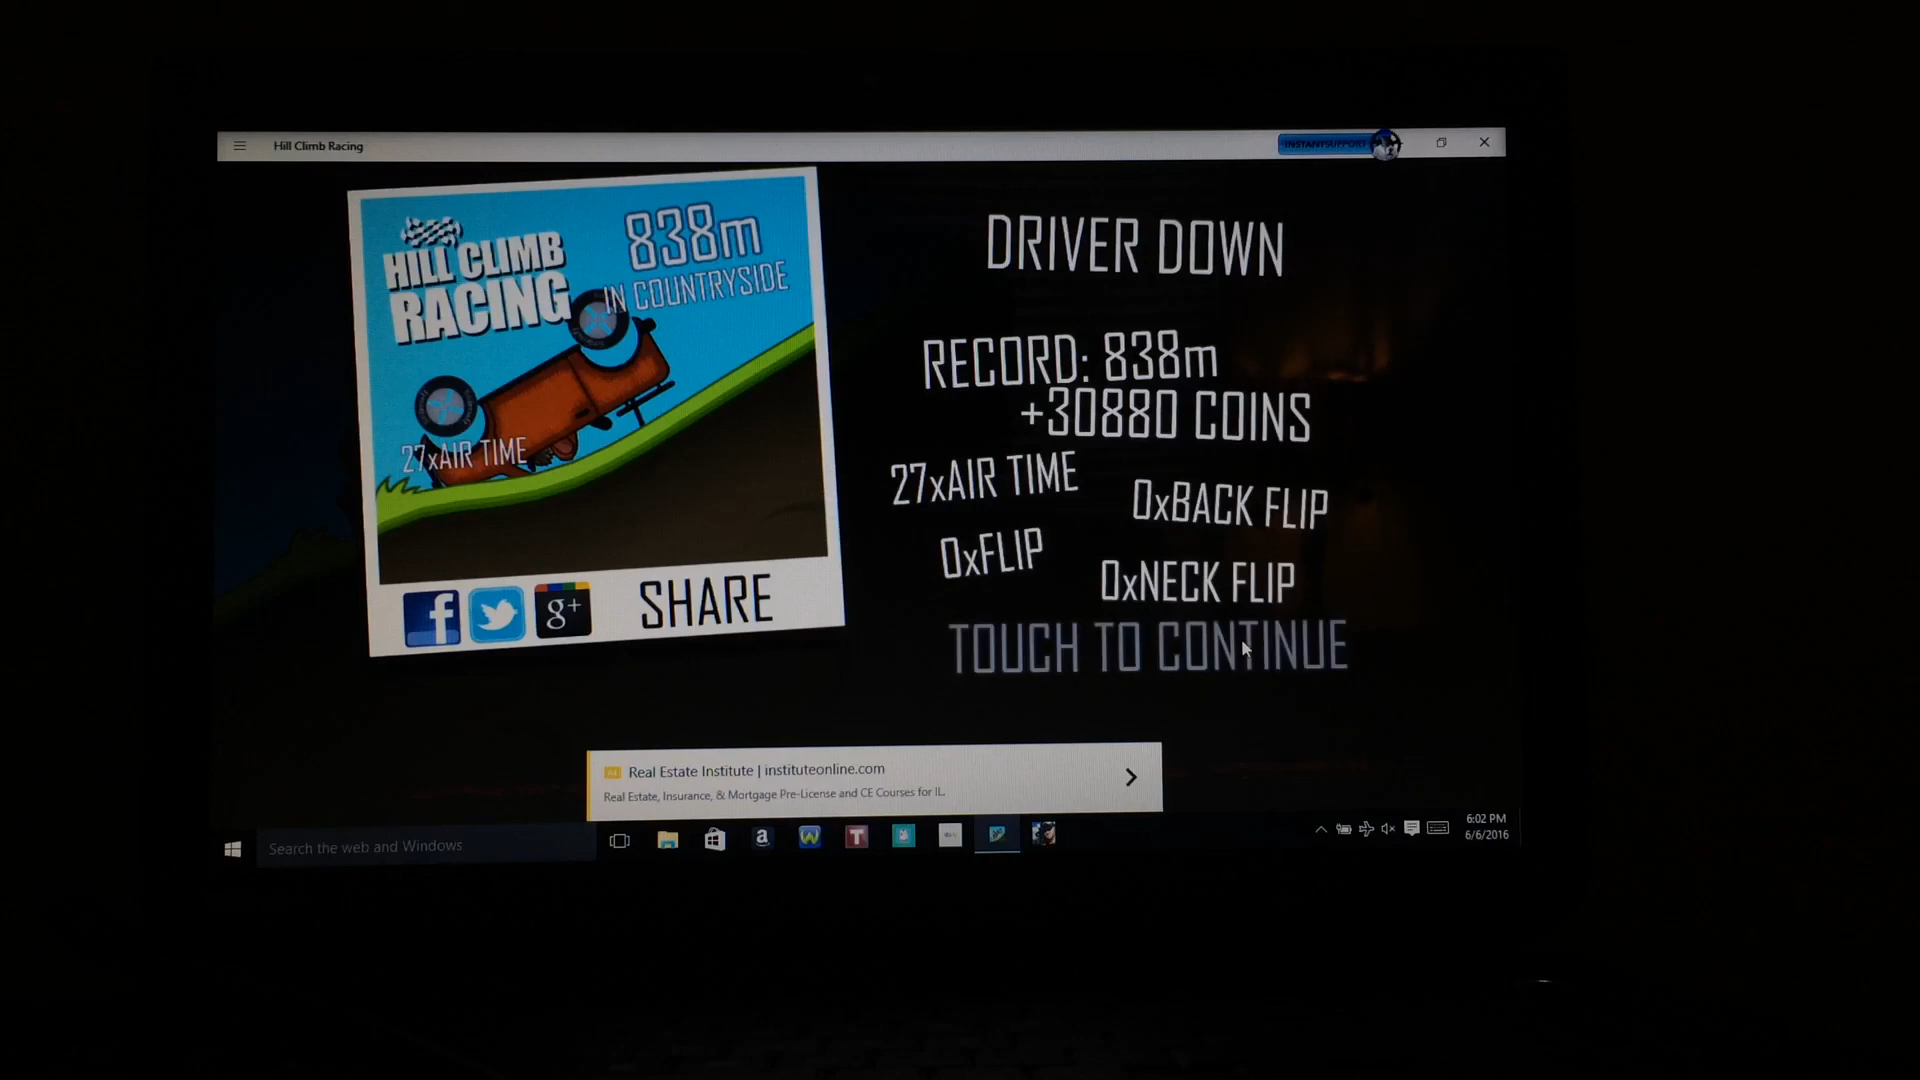 Hill Climb Racing
INSTANTSUPPORT
HILL CLIMB
RACING
838m
IN COUNTRYSIDE
27xAIR TIME
f
g+
SHARE
DRIVER DOWN
RECORD: 838m
+30880 COINS
27xAIR TIME
0xBACK FLIP
0xFLIP
0xNECK FLIP
TOUCH TO CONTINUE
Ad Real Estate Institute | instituteonline.com
Real Estate, Insurance, & Mortgage Pre-License and CE Courses for IL.
Search the web and Windows
a
W
T
6:02 PM
6/6/2016